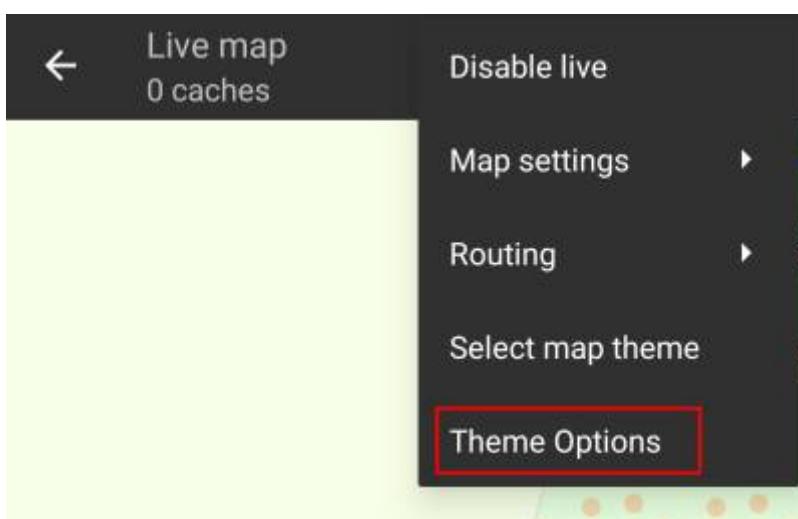 Live map
0 caches
Disable live
Map settings
Routing
Select map theme
Theme Options